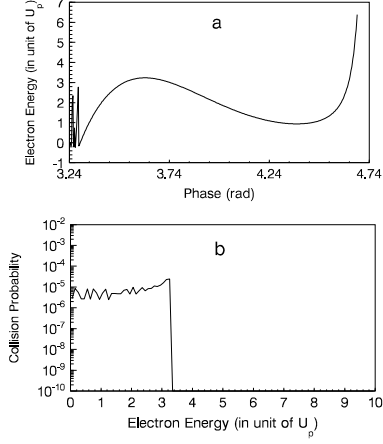 a
Electron Energy (in unit of Up)
7
6
5
4
3
2
1
0
-1
3.24 3.74 4.24 4.74
Phase (rad)
b
Collision Probability
10-2
10-3
10-4
10-5
10-6
10-7
10-8
10-9
10-10
0 1 2 3 4 5 6 7 8 9 10
Electron Energy (in unit of Up)